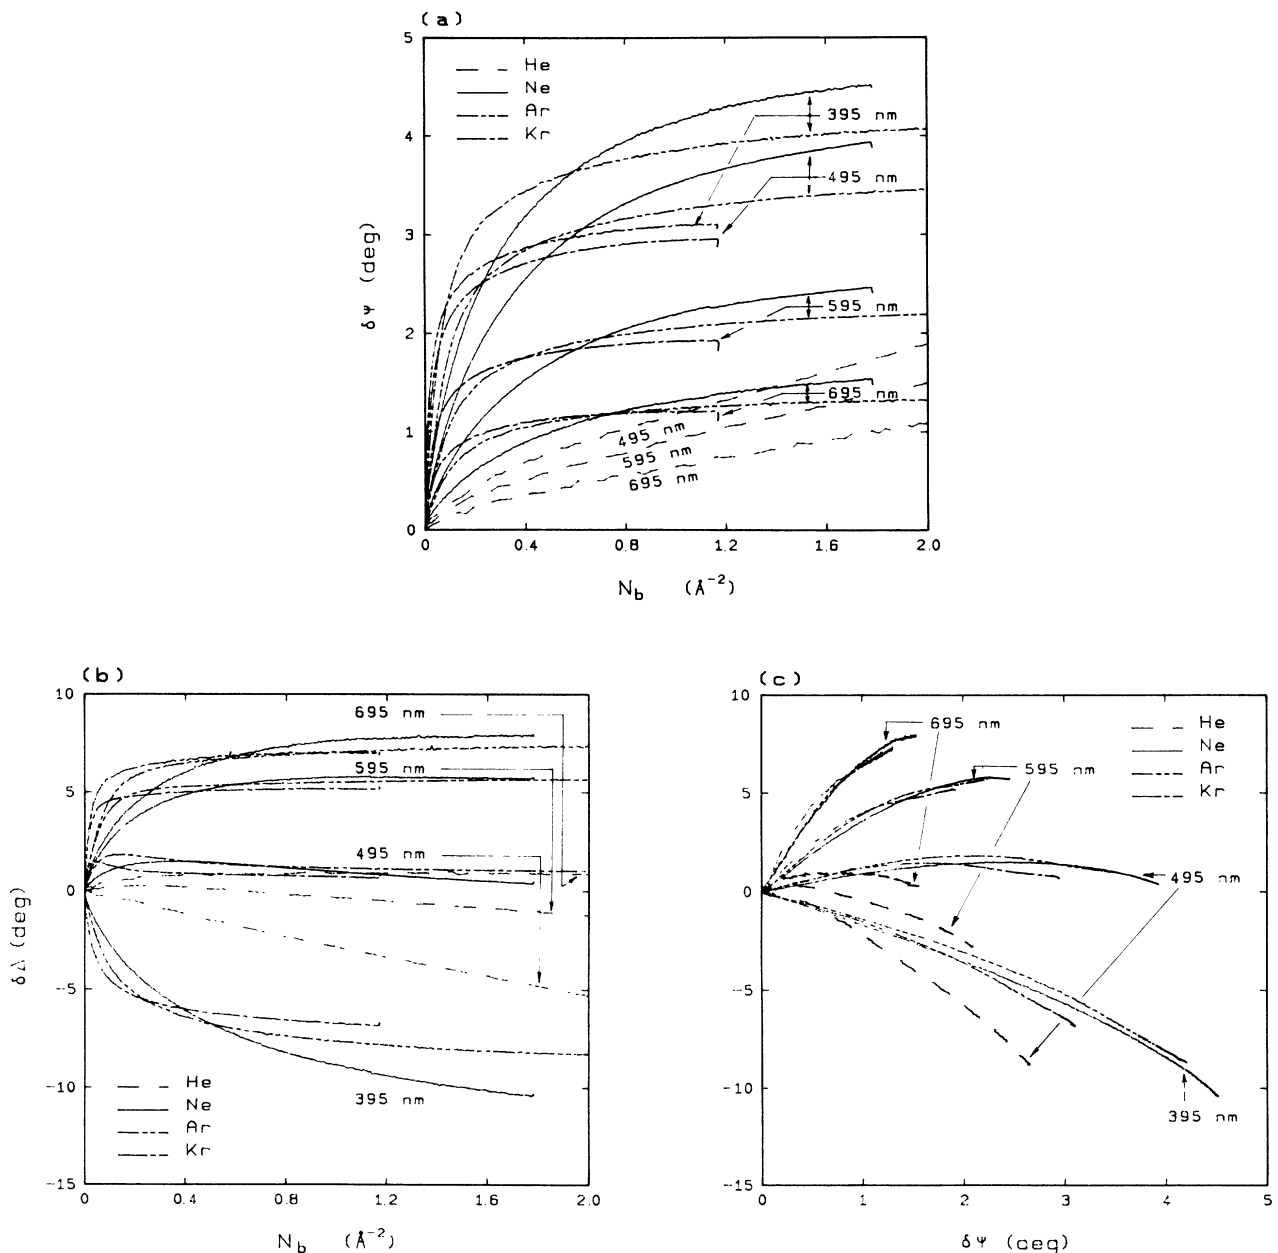 (a)
He
Ne
Ar
Kr
395 nm
495 nm
595 nm
695 nm
495 nm
595 nm
695 nm
δΨ (deg)
5
4
3
2
1
0
0 0.4 0.8 1.2 1.6 2.0
N_b (Å⁻²)
(b)
695 nm
595 nm
495 nm
395 nm
He
Ne
Ar
Kr
δΔ (deg)
10
5
0
-5
-10
-15
0 0.4 0.8 1.2 1.6 2.0
N_b (Å⁻²)
(c)
695 nm
595 nm
495 nm
395 nm
He
Ne
Ar
Kr
10
5
0
-5
-10
-15
0 1 2 3 4 5
δΨ (deg)